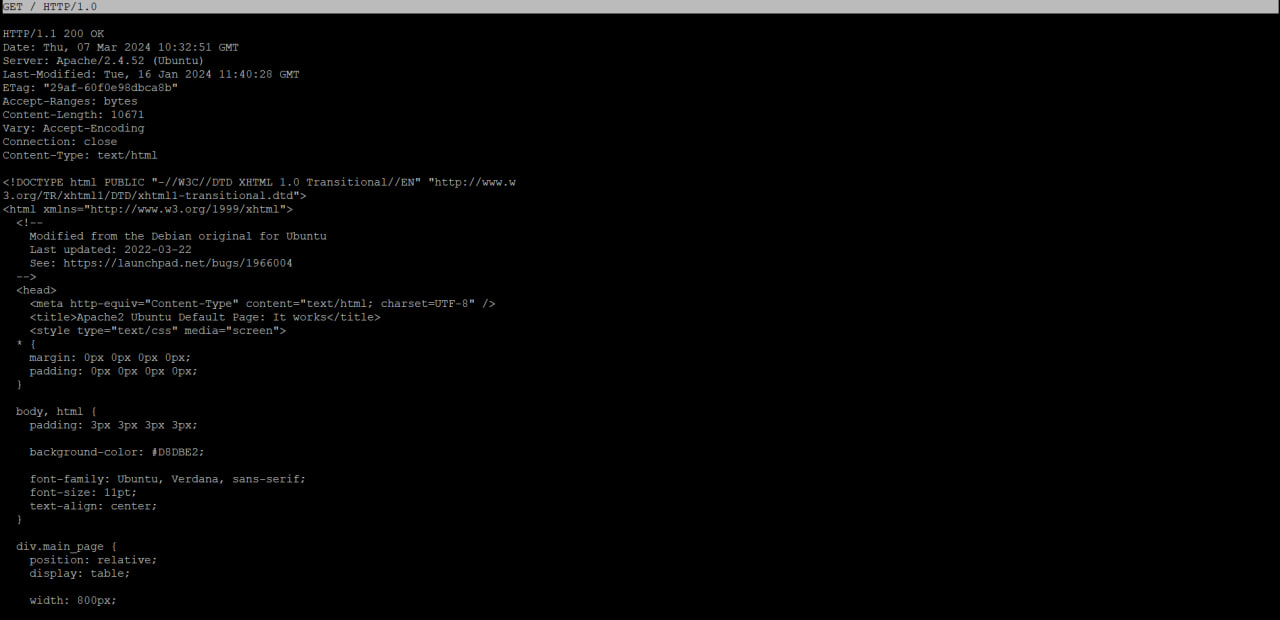 GET / HTTP/1.0
HTTP/1.1 200 OK
Date: Thu, 07 Mar 2024 10:32:51 GMT
Server: Apache/2.4.52 (Ubuntu)
Last-Modified: Tue, 16 Jan 2024 11:40:28 GMT
ETag: "29af-60f0e98dbca8b"
Accept-Ranges: bytes
Content-Length: 10671
Vary: Accept-Encoding
Connection: close
Content-Type: text/html
<!DOCTYPE html PUBLIC "-//W3C//DTD XHTML 1.0 Transitional//EN" "http://www.w
3.org/TR/xhtml1/DTD/xhtml1-transitional.dtd">
<html xmlns="http://www.w3.org/1999/xhtml">
  <!--
    Modified from the Debian original for Ubuntu
    Last updated: 2022-03-22
    See: https://launchpad.net/bugs/1966004
  -->
  <head>
    <meta http-equiv="Content-Type" content="text/html; charset=UTF-8" />
    <title>Apache2 Ubuntu Default Page: It works</title>
    <style type="text/css" media="screen">
  * {
    margin: 0px 0px 0px 0px;
    padding: 0px 0px 0px 0px;
  }
  body, html {
    padding: 3px 3px 3px 3px;
    background-color: #D8DBE2;
    font-family: Ubuntu, Verdana, sans-serif;
    font-size: 11pt;
    text-align: center;
  }
  div.main_page {
    position: relative;
    display: table;
    width: 800px;